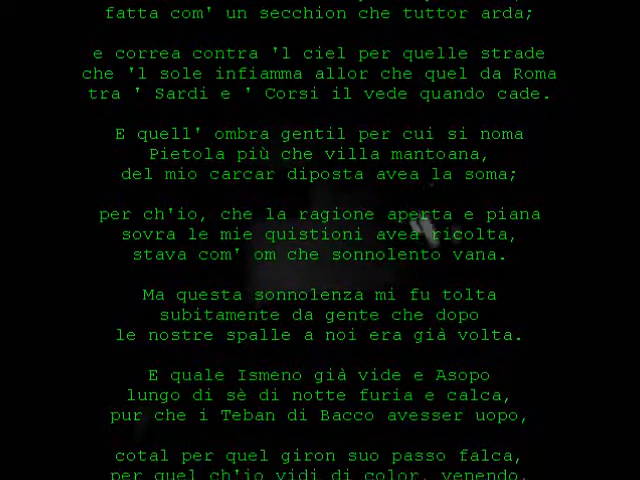 fatta com' un secchion che tuttor arda;
e correa contra 'l ciel per quelle strade
che 'l sole infiamma allor che quel da Roma
tra ' Sardi e ' Corsi il vede quando cade.
E quell' ombra gentil per cui si noma
Pietola più che villa mantoana,
del mio carcar diposta avea la soma;
per ch'io, che la ragione aperta e piana
sovra le mie quistioni avea ricolta,
stava com' om che sonnolento vana.
Ma questa sonnolenza mi fu tolta
subitamente da gente che dopo
le nostre spalle a noi era già volta.
E quale Ismeno già vide e Asopo
lungo di sè di notte furia e calca,
pur che i Teban di Bacco avesser uopo,
cotal per quel giron suo passo falca,
per quel ch'io vidi di color, venendo,